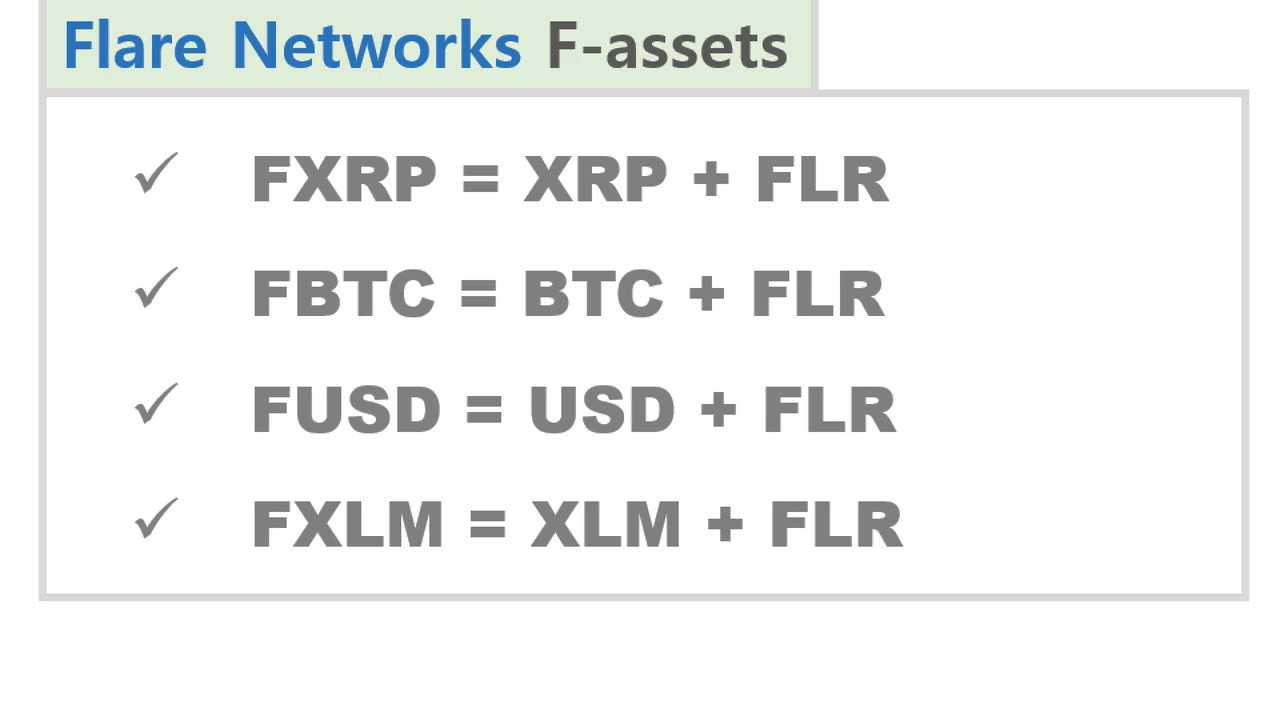 Flare Networks F-assets
✓ FXRP = XRP + FLR
✓ FBTC = BTC + FLR
✓ FUSD = USD + FLR
✓ FXLM = XLM + FLR